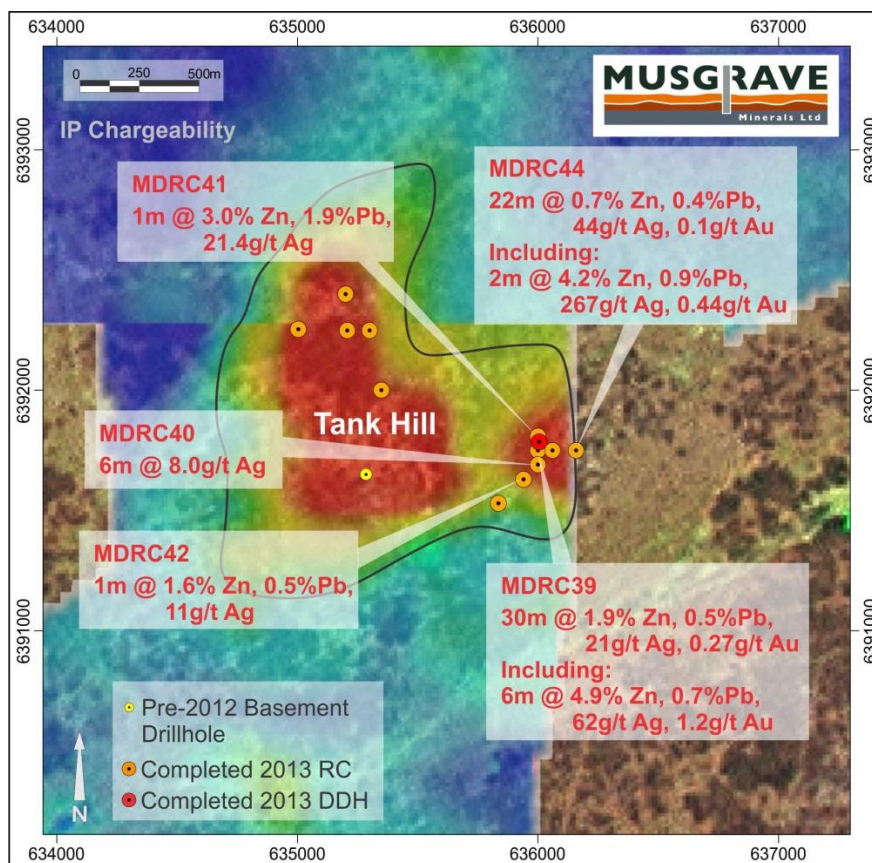 634000
635000
636000
637000
0
250
500m
IP Chargeability
MUSGRAVE
Minerals Ltd
6393000
6393000
MDRC41
1m @ 3.0% Zn, 1.9%Pb,
21.4g/t Ag
MDRC44
22m @ 0.7% Zn, 0.4%Pb,
44g/t Ag, 0.1g/t Au
Including:
2m @ 4.2% Zn, 0.9%Pb,
267g/t Ag, 0.44g/t Au
6392000
6392000
Tank Hill
MDRC40
6m @ 8.0g/t Ag
MDRC42
1m @ 1.6% Zn, 0.5%Pb,
11g/t Ag
MDRC39
30m @ 1.9% Zn, 0.5%Pb,
21g/t Ag, 0.27g/t Au
Including:
6m @ 4.9% Zn, 0.7%Pb,
62g/t Ag, 1.2g/t Au
6391000
6391000
Pre-2012 Basement
Drillhole
Completed 2013 RC
Completed 2013 DDH
N
634000
635000
636000
637000